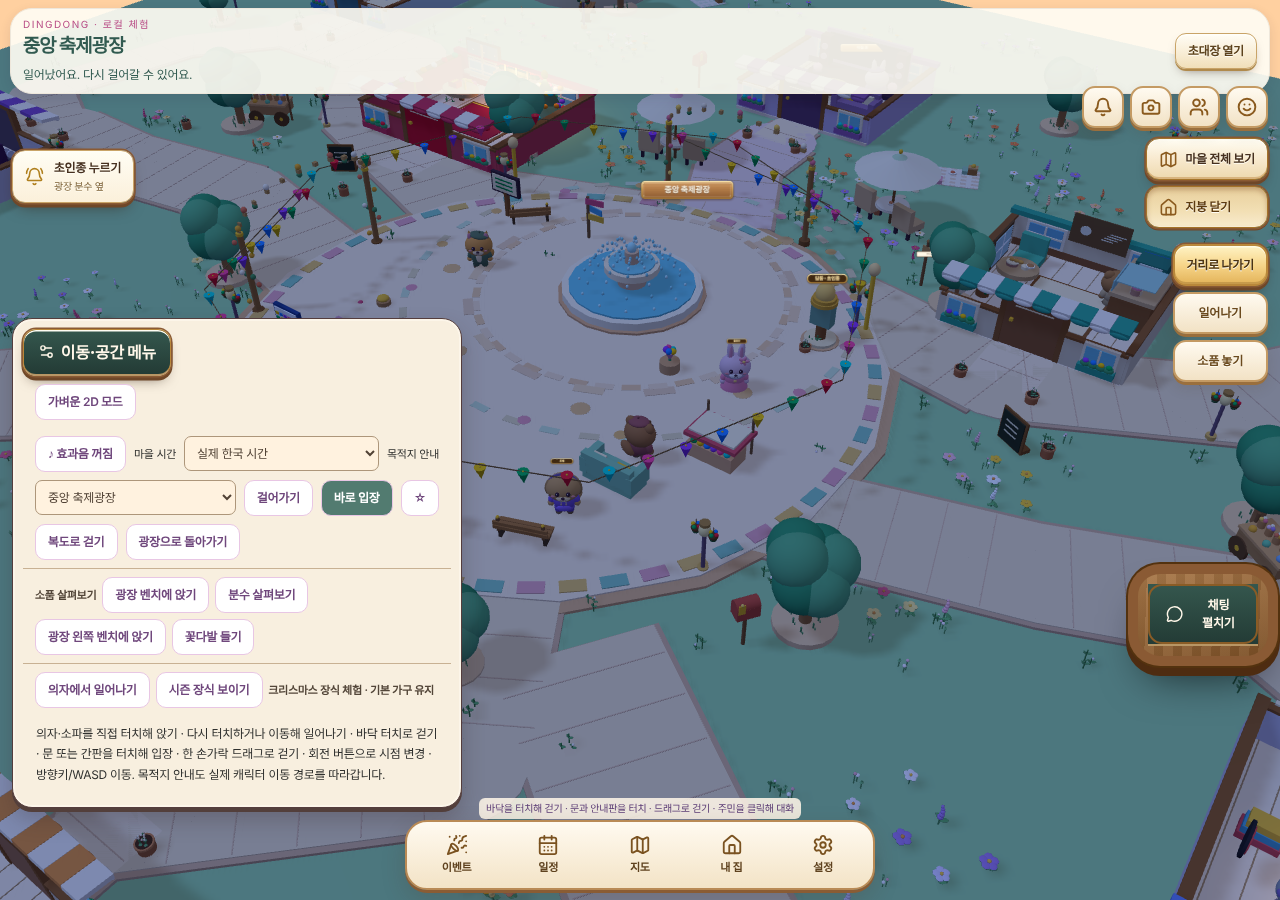 DINGDONG · 로컬 체험
중앙 축제광장
일어났어요. 다시 걸어갈 수 있어요.
초대장 열기
초인종 누르기
광장 분수 옆
마을 전체 보기
지붕 닫기
중앙 축제광장
거리로 나가기
일어나기
소품 놓기
이동·공간 메뉴
가벼운 2D 모드
♪ 효과음 꺼짐
마을 시간
실제 한국 시간
목적지 안내
중앙 축제광장
걸어가기
바로 입장
☆
복도로 걷기
광장으로 돌아가기
소품 살펴보기
광장 벤치에 앉기
분수 살펴보기
광장 왼쪽 벤치에 앉기
꽃다발 들기
의자에서 일어나기
시즌 장식 보이기
크리스마스 장식 체험 · 기본 가구 유지
의자·소파를 직접 터치해 앉기 · 다시 터치하거나 이동해 일어나기 · 바닥 터치로 걷기
· 문 또는 간판을 터치해 입장 · 한 손가락 드래그로 걷기 · 회전 버튼으로 시점 변경 ·
방향키/WASD 이동. 목적지 안내도 실제 캐릭터 이동 경로를 따라갑니다.
채팅
펼치기
바닥을 터치해 걷기 · 문과 안내판을 터치 · 드래그로 걷기 · 주민을 클릭해 대화
이벤트
일정
지도
내 집
설정